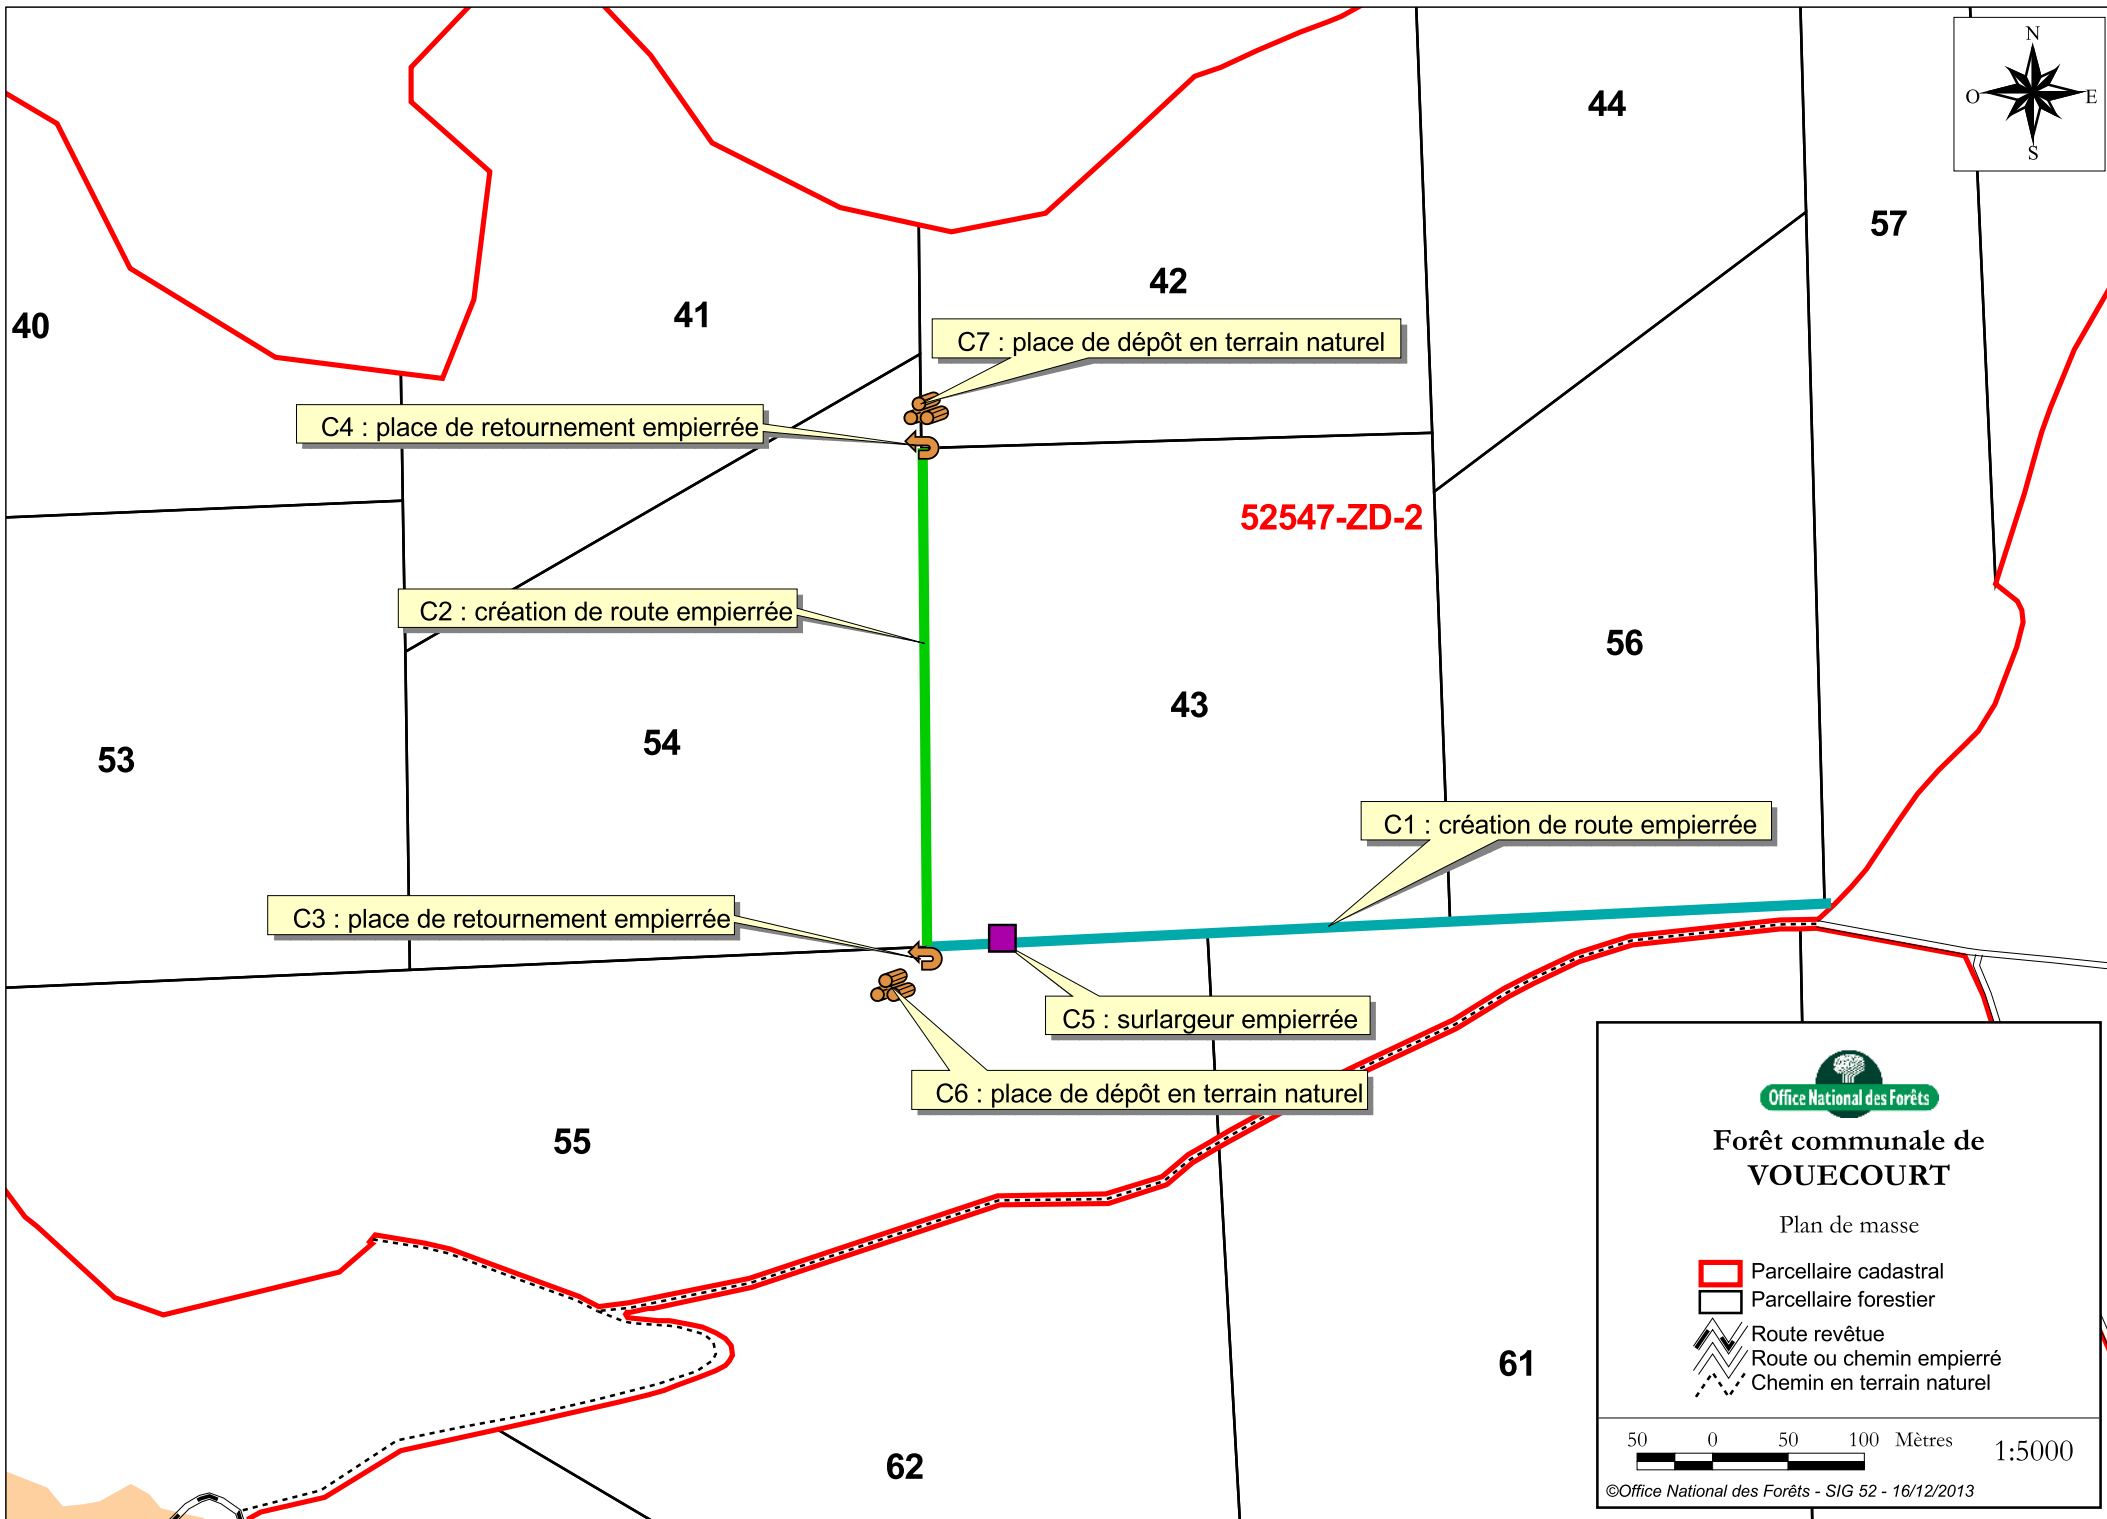 N
O
E
S
44
57
42
41
40
C7 : place de dépôt en terrain naturel
C4 : place de retournement empierrée
52547-ZD-2
C2 : création de route empierrée
56
43
54
53
C1 : création de route empierrée
C3 : place de retournement empierrée
C5 : surlargeur empierrée
C6 : place de dépôt en terrain naturel
55
61
62
Office National des Forêts
Forêt communale de
VOUECOURT
Plan de masse
Parcellaire cadastral
Parcellaire forestier
Route revêtue
Route ou chemin empierré
Chemin en terrain naturel
50 0 50 100 Mètres
1:5000
©Office National des Forêts - SIG 52 - 16/12/2013